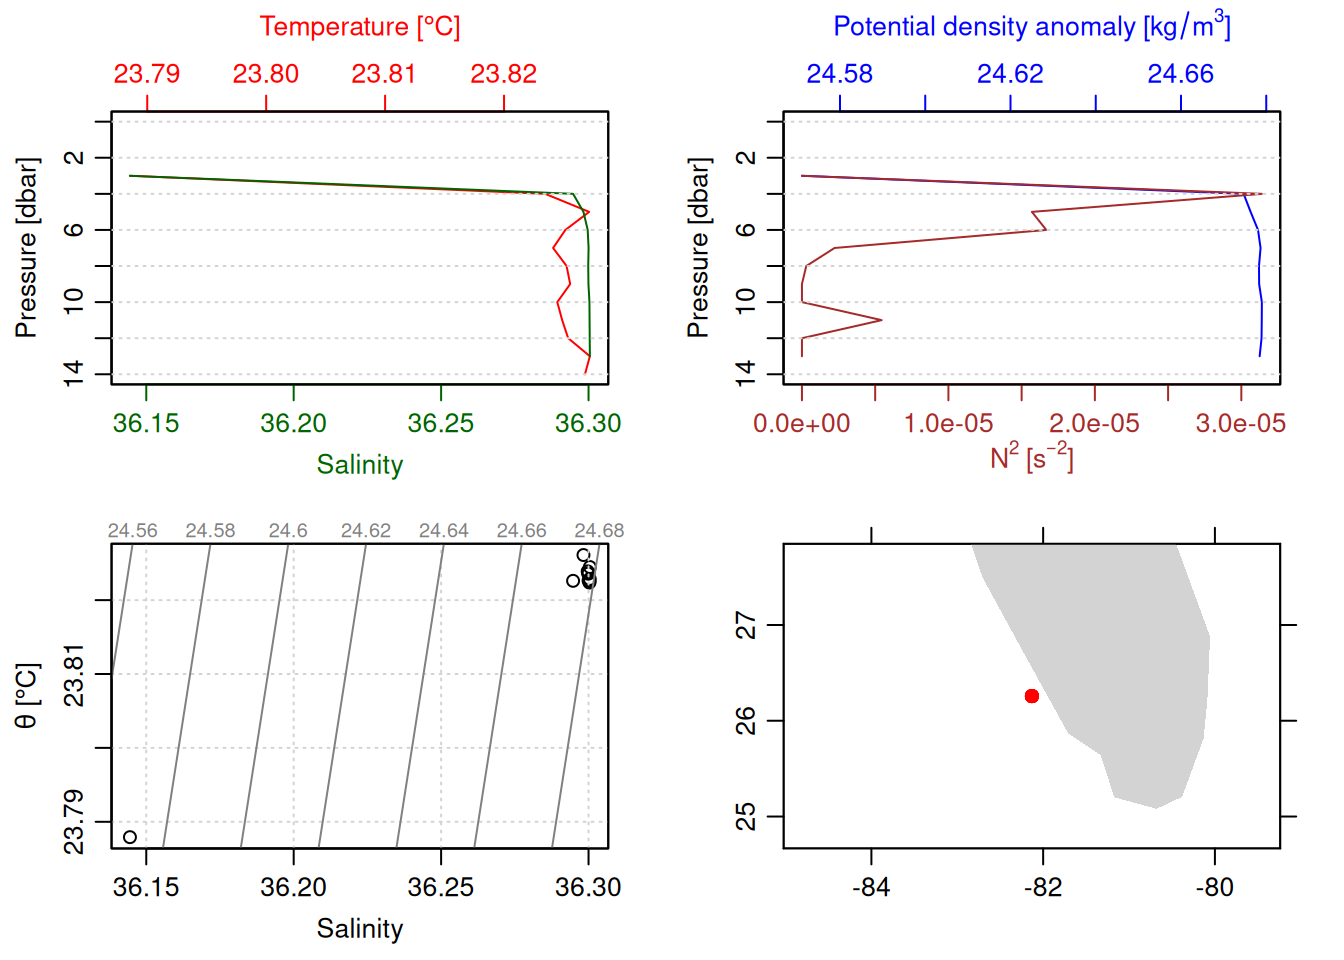 Temperature [°C]
23.79 23.80 23.81 23.82
Pressure [dbar]
2
6
10
14
36.15 36.20 36.25 36.30
Salinity
Potential density anomaly [kg/m³]
24.58 24.62 24.66
Pressure [dbar]
2
6
10
14
0.0e+00 1.0e-05 2.0e-05 3.0e-05
N² [s⁻²]
24.56 24.58 24.6 24.62 24.64 24.66 24.68
θ [°C]
23.81
23.79
36.15 36.20 36.25 36.30
Salinity
27
26
25
-84 -82 -80